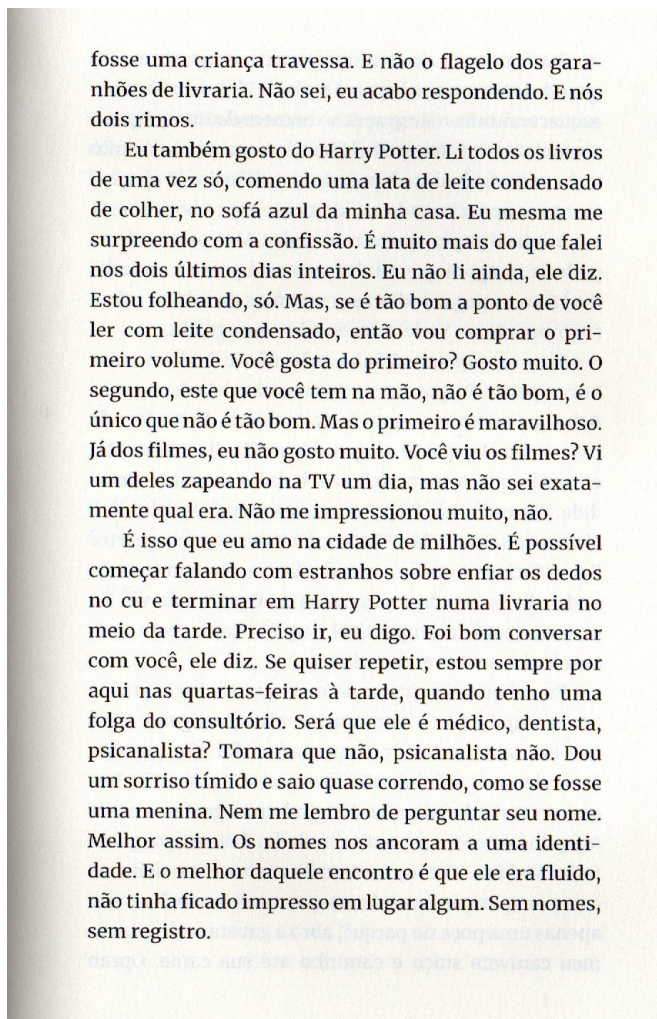 fosse uma criança travessa. E não o flagelo dos gara-
nhões de livraria. Não sei, eu acabo respondendo. E nós
dois rimos.
Eu também gosto do Harry Potter. Li todos os livros
de uma vez só, comendo uma lata de leite condensado
de colher, no sofá azul da minha casa. Eu mesma me
surpreendo com a confissão. É muito mais do que falei
nos dois últimos dias inteiros. Eu não li ainda, ele diz.
Estou folheando, só. Mas, se é tão bom a ponto de você
ler com leite condensado, então vou comprar o pri-
meiro volume. Você gosta do primeiro? Gosto muito. O
segundo, este que você tem na mão, não é tão bom, é o
único que não é tão bom. Mas o primeiro é maravilhoso.
Já dos filmes, eu não gosto muito. Você viu os filmes? Vi
um deles zapeando na TV um dia, mas não sei exata-
mente qual era. Não me impressionou muito, não.
É isso que eu amo na cidade de milhões. É possível
começar falando com estranhos sobre enfiar os dedos
no cu e terminar em Harry Potter numa livraria no
meio da tarde. Preciso ir, eu digo. Foi bom conversar
com você, ele diz. Se quiser repetir, estou sempre por
aqui nas quartas-feiras à tarde, quando tenho uma
folga do consultório. Será que ele é médico, dentista,
psicanalista? Tomara que não, psicanalista não. Dou
um sorriso tímido e saio quase correndo, como se fosse
uma menina. Nem me lembro de perguntar seu nome.
Melhor assim. Os nomes nos ancoram a uma identi-
dade. E o melhor daquele encontro é que ele era fluido,
não tinha ficado impresso em lugar algum. Sem nomes,
sem registro.